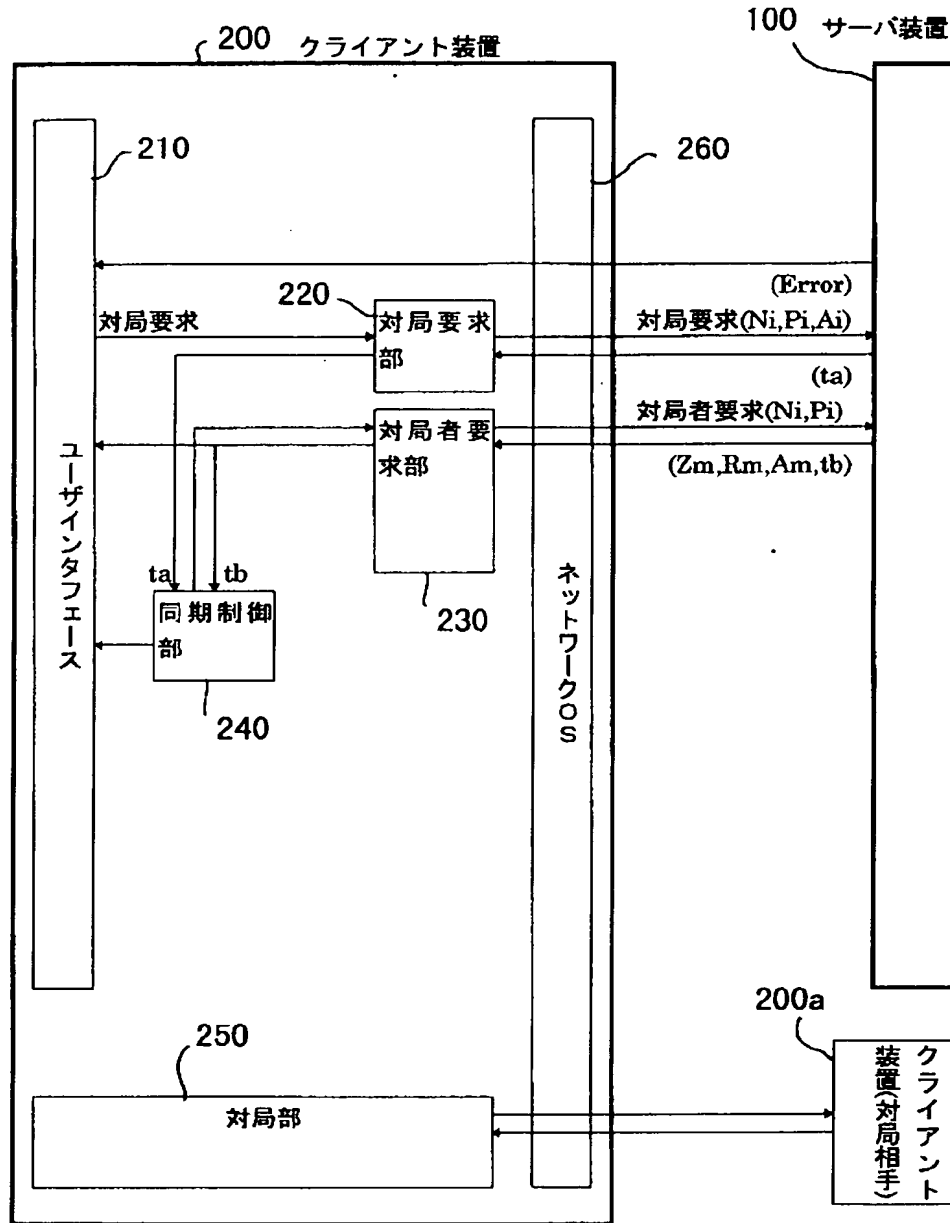 200 クライアント装置
100 サーバ装置
210
260
(Error)
220
対局要求
対局要求
部
対局要求(Ni,Pi,Ai)
(ta)
対局者要求(Ni,Pi)
対局者要
求部
(Zm,Rm,Am,tb)
ユーザインタフェース
ta
tb
同期制御
部
230
240
ネットワークOS
200a
250
対局部
クライアント
装置(対局相手)